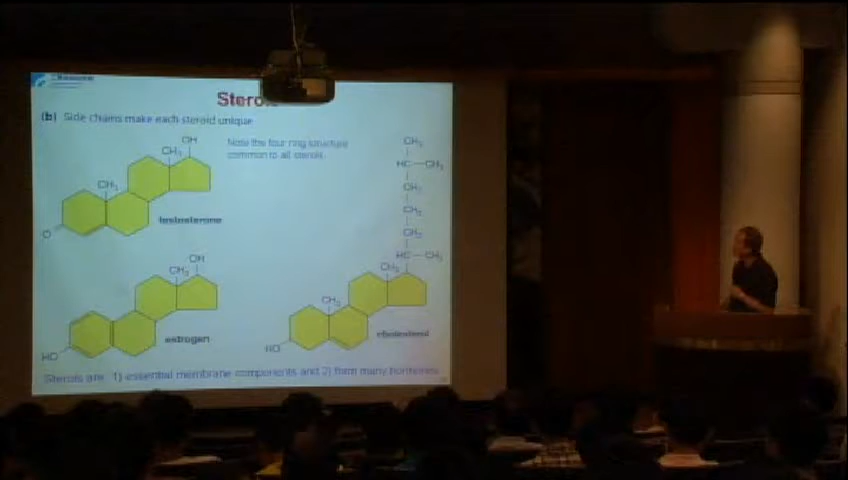 Steroi
(b) Side chains make each steroid unique
Note the four ring structure
common to all sterols.
OH
CH₃
CH₃
O
testosterone
OH
CH₃
HO
estrogen
CH₃
HC—CH₃
CH₂
CH₂
CH₂
HC—CH₃
CH₃
CH₃
HO
cholesterol
Sterols are 1) essential membrane components and 2) form many hormones